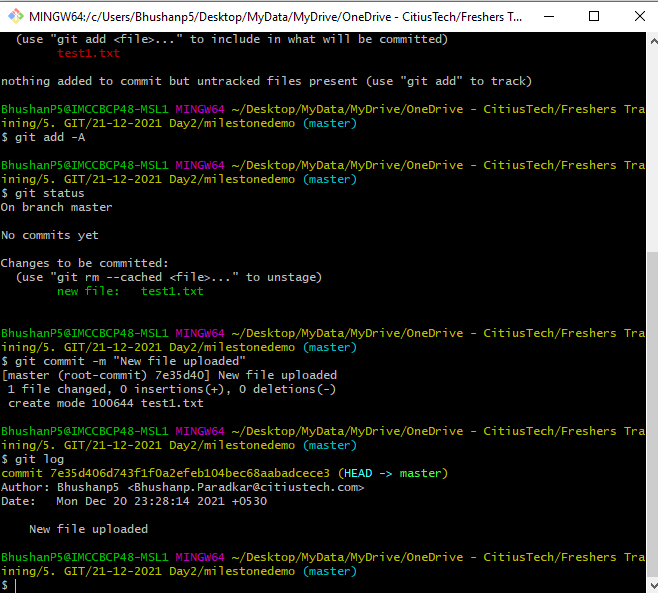 MINGW64:/c/Users/Bhushanp5/Desktop/MyData/MyDrive/OneDrive - CitiusTech/Freshers T...
  (use "git add <file>..." to include in what will be committed)
        test1.txt

nothing added to commit but untracked files present (use "git add" to track)

BhushanP5@IMCCBCP48-MSL1 MINGW64 ~/Desktop/MyData/MyDrive/OneDrive - CitiusTech/Freshers Tra
ining/5. GIT/21-12-2021 Day2/milestonedemo (master)
$ git add -A

BhushanP5@IMCCBCP48-MSL1 MINGW64 ~/Desktop/MyData/MyDrive/OneDrive - CitiusTech/Freshers Tra
ining/5. GIT/21-12-2021 Day2/milestonedemo (master)
$ git status
On branch master

No commits yet

Changes to be committed:
  (use "git rm --cached <file>..." to unstage)
        new file:   test1.txt


BhushanP5@IMCCBCP48-MSL1 MINGW64 ~/Desktop/MyData/MyDrive/OneDrive - CitiusTech/Freshers Tra
ining/5. GIT/21-12-2021 Day2/milestonedemo (master)
$ git commit -m "New file uploaded"
[master (root-commit) 7e35d40] New file uploaded
 1 file changed, 0 insertions(+), 0 deletions(-)
 create mode 100644 test1.txt

BhushanP5@IMCCBCP48-MSL1 MINGW64 ~/Desktop/MyData/MyDrive/OneDrive - CitiusTech/Freshers Tra
ining/5. GIT/21-12-2021 Day2/milestonedemo (master)
$ git log
commit 7e35d406d743f1f0a2efeb104bec68aabadcece3 (HEAD -> master)
Author: Bhushanp5 <Bhushanp.Paradkar@citiustech.com>
Date:   Mon Dec 20 23:28:14 2021 +0530

    New file uploaded

BhushanP5@IMCCBCP48-MSL1 MINGW64 ~/Desktop/MyData/MyDrive/OneDrive - CitiusTech/Freshers Tra
ining/5. GIT/21-12-2021 Day2/milestonedemo (master)
$